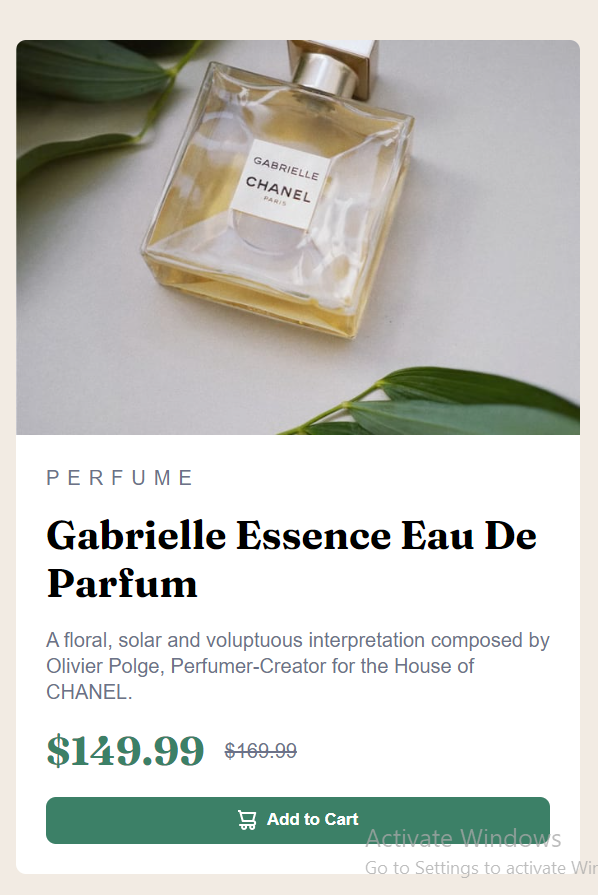 GABRIELLE
CHANEL
PARIS
PERFUME
Gabrielle Essence Eau De
Parfum
A floral, solar and voluptuous interpretation composed by
Olivier Polge, Perfumer-Creator for the House of
CHANEL.
$149.99 $169.99
Add to Cart
Activate Windows
Go to Settings to activate Wir